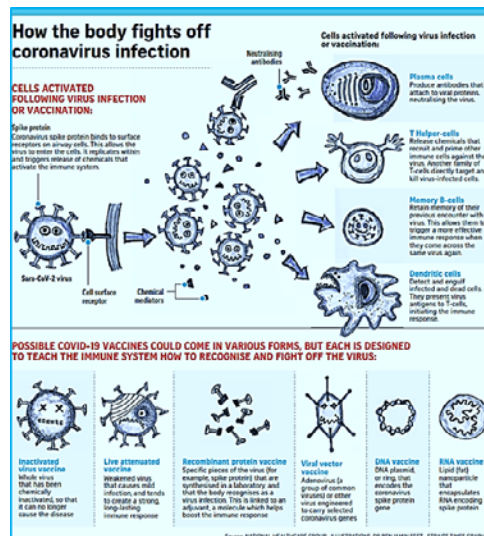 How the body fights off
coronavirus infection
Neutralising
antibodies
Cells activated following virus infection
or vaccination:
CELLS ACTIVATED
FOLLOWING VIRUS INFECTION
OR VACCINATION:
Spike protein
Coronavirus spike protein binds to surface
receptors on airway cells. This allows the
virus to enter the cells. It replicates within
and triggers release of chemicals that
activate the immune system.
Sars-CoV-2 virus
Cell surface
receptor
Chemical
mediators
Plasma cells
Produce antibodies that
attach to viral proteins,
neutralising the virus.
T Helper-cells
Release chemicals that
recruit and prime other
immune cells against the
virus. Another family of
T-cells directly target and
kill virus-infected cells.
Memory B-cells
Retain memory of their
previous encounter with
virus. This allows them to
trigger a more effective
immune response when
they come across the
same virus again.
Dendritic cells
Detect and engulf
infected and dead cells.
They present virus
antigens to T-cells,
initiating the immune
response.
POSSIBLE COVID-19 VACCINES COULD COME IN VARIOUS FORMS, BUT EACH IS DESIGNED
TO TEACH THE IMMUNE SYSTEM HOW TO RECOGNISE AND FIGHT OFF THE VIRUS:
Inactivated
virus vaccine
Whole virus
that has been
chemically
inactivated, so that
it can no longer
cause the disease
Live attenuated
vaccine
Weakened virus
that causes mild
infection, and tends
to create a strong,
long-lasting
immune response
Recombinant protein vaccine
Specific pieces of the virus (for
example, spike protein) that are
synthesised in a laboratory and
that the body recognises as a
virus infection. This is linked to an
adjuvant, a molecule which helps
boost the immune response
Viral vector
vaccine
Adenovirus (a
group of common
viruses) or other
virus engineered
to carry selected
coronavirus genes
DNA vaccine
DNA plasmid,
or ring, that
encodes the
coronavirus
spike protein
gene
RNA vaccine
Lipid (fat)
nanoparticle
that
encapsulates
RNA encoding
spike protein